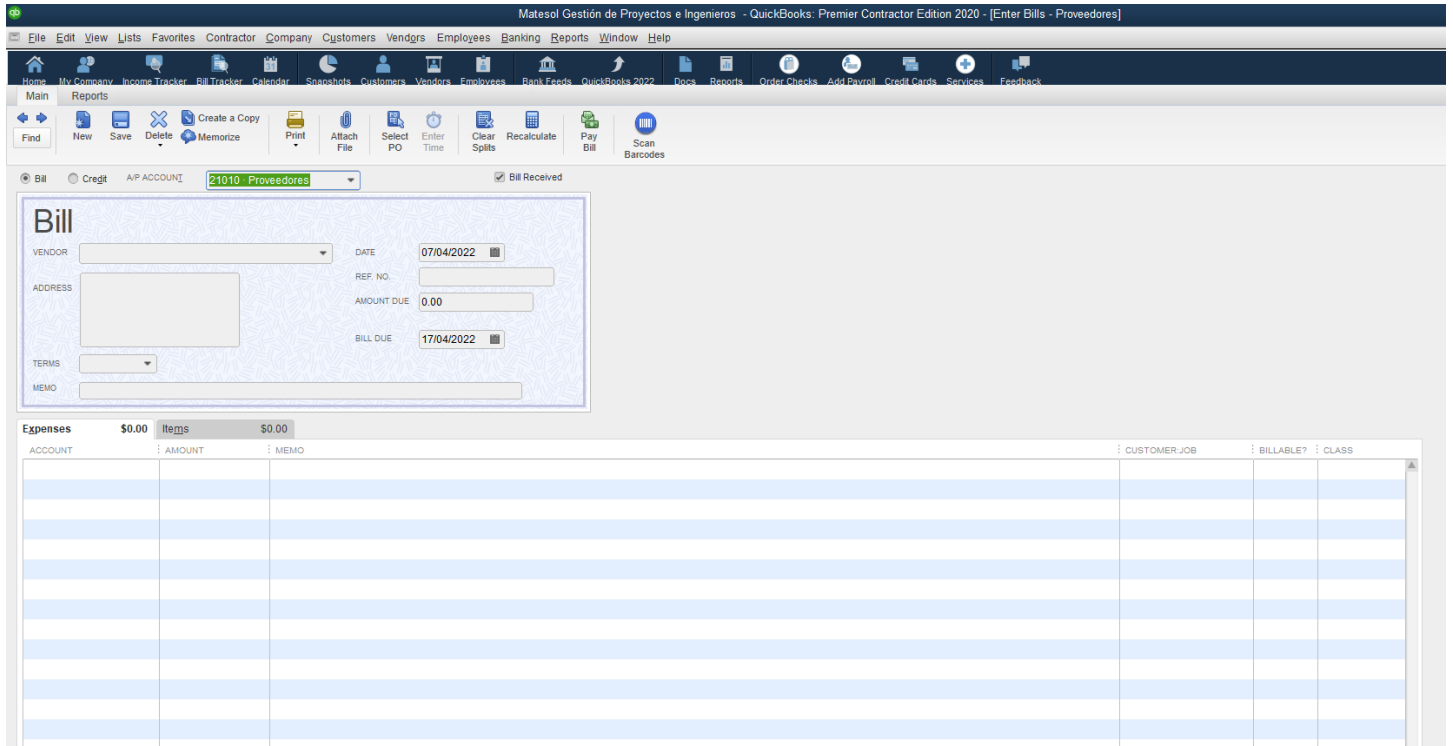 qb Matesol Gestión de Proyectos e Ingenieros - QuickBooks: Premier Contractor Edition 2020 - [Enter Bills - Proveedores]
File Edit View Lists Favorites Contractor Company Customers Vendors Employees Banking Reports Window Help
31
Home My Company Income Tracker Bill Tracker Calendar Snapshots Customers Vendors Employees Bank Feeds QuickBooks 2022 Docs Reports Order Checks Add Payroll Credit Cards Services Feedback
Main Reports
Find New Save Delete Create a Copy Memorize Print Attach File Select PO Enter Time Clear Splits Recalculate Pay Bill Scan Barcodes
Bill Credit A/P ACCOUNT 21010 · Proveedores Bill Received
Bill
VENDOR DATE 07/04/2022
REF. NO.
ADDRESS
AMOUNT DUE 0.00
BILL DUE 17/04/2022
TERMS
MEMO
Expenses $0.00 Items $0.00
ACCOUNT AMOUNT MEMO CUSTOMER:JOB BILLABLE? CLASS